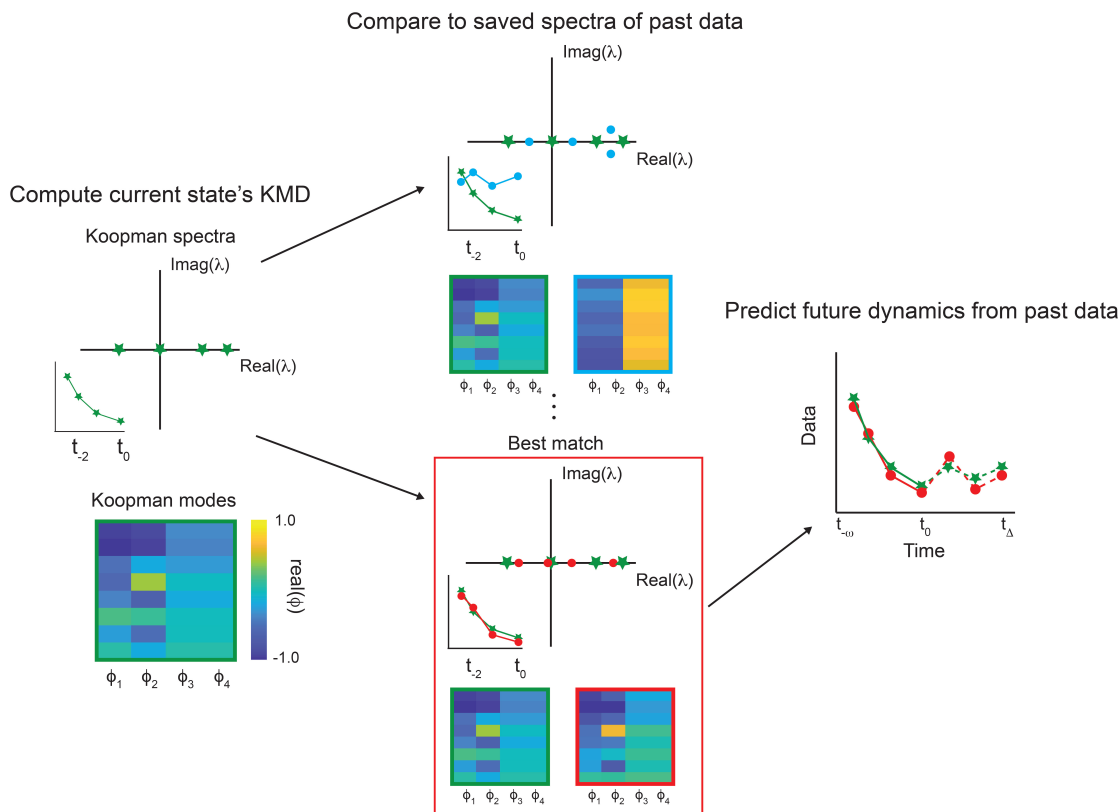 Compare to saved spectra of past data
Imag(λ)
Real(λ)
t-2 t0
ϕ1 ϕ2 ϕ3 ϕ4
ϕ1 ϕ2 ϕ3 ϕ4
Compute current state's KMD
Koopman spectra
Imag(λ)
Real(λ)
t-2 t0
Koopman modes
1.0
real(ϕ)
-1.0
ϕ1 ϕ2 ϕ3 ϕ4
Best match
Imag(λ)
Real(λ)
t-2 t0
ϕ1 ϕ2 ϕ3 ϕ4
ϕ1 ϕ2 ϕ3 ϕ4
Predict future dynamics from past data
Data
t-ω t0 tΔ
Time